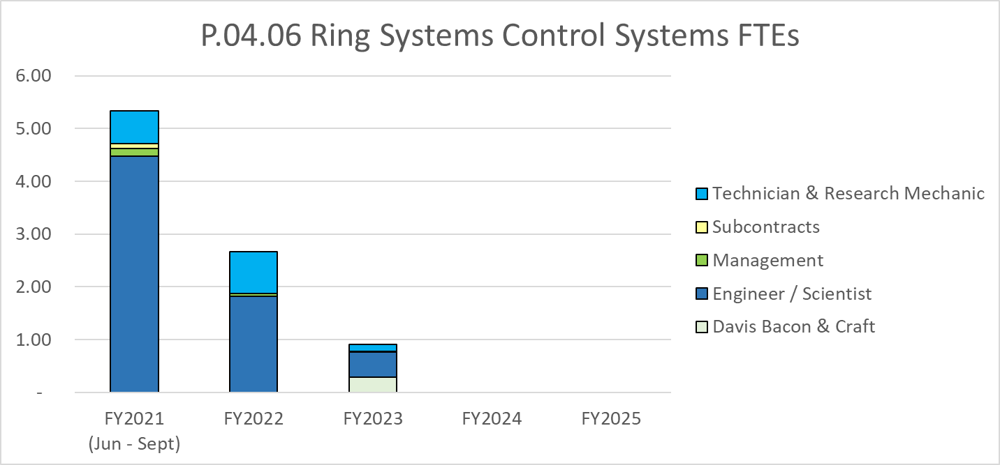 P.04.06 Ring Systems Control Systems FTEs
6.00
5.00
4.00
3.00
2.00
1.00
-
FY2021
(Jun - Sept)
FY2022
FY2023
FY2024
FY2025
Technician & Research Mechanic
Subcontracts
Management
Engineer / Scientist
Davis Bacon & Craft